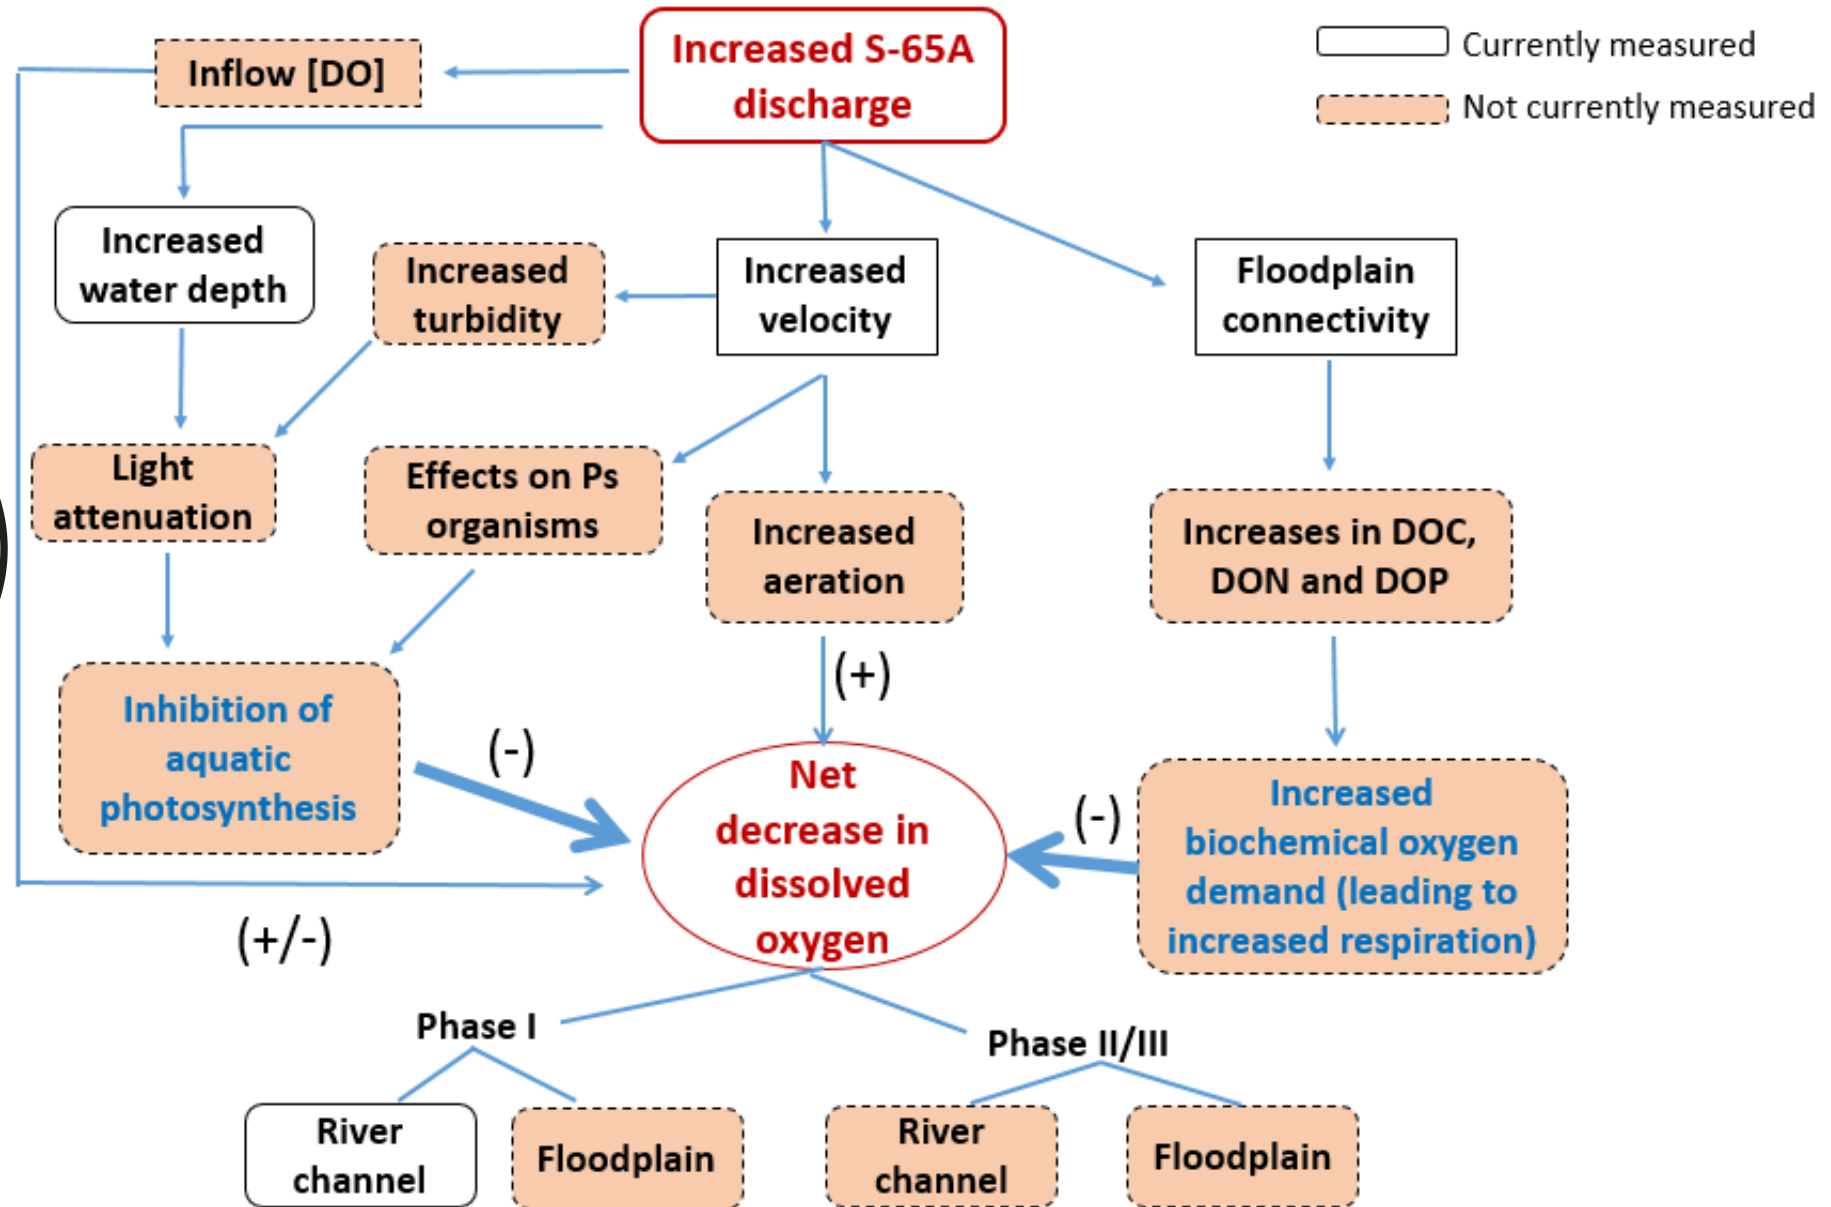 Increased S-65A
discharge
Currently measured
Not currently measured
Inflow [DO]
Increased
water depth
Increased
turbidity
Increased
velocity
Floodplain
connectivity
Light
attenuation
Effects on Ps
organisms
Increased
aeration
Increases in DOC,
DON and DOP
Inhibition of
aquatic
photosynthesis
(-)
(+)
Net
decrease in
dissolved
oxygen
(-)
Increased
biochemical oxygen
demand (leading to
increased respiration)
(+/-)
Phase I
Phase II/III
River
channel
Floodplain
River
channel
Floodplain